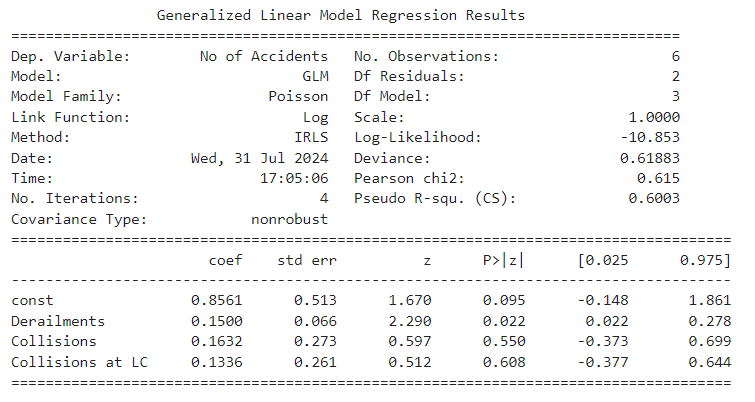 Generalized Linear Model Regression Results
==============================================================================
Dep. Variable:        No of Accidents   No. Observations:                    6
Model:                            GLM   Df Residuals:                        2
Model Family:                 Poisson   Df Model:                            3
Link Function:                    Log   Scale:                          1.0000
Method:                          IRLS   Log-Likelihood:                -10.853
Date:                Wed, 31 Jul 2024   Deviance:                      0.61883
Time:                        17:05:06   Pearson chi2:                    0.615
No. Iterations:                     4   Pseudo R-squ. (CS):             0.6003
Covariance Type:            nonrobust
====================================================================================
                       coef    std err          z      P>|z|      [0.025      0.975]
------------------------------------------------------------------------------------
const                0.8561      0.513      1.670      0.095      -0.148       1.861
Derailments          0.1500      0.066      2.290      0.022       0.022       0.278
Collisions           0.1632      0.273      0.597      0.550      -0.373       0.699
Collisions at LC     0.1336      0.261      0.512      0.608      -0.377       0.644
====================================================================================